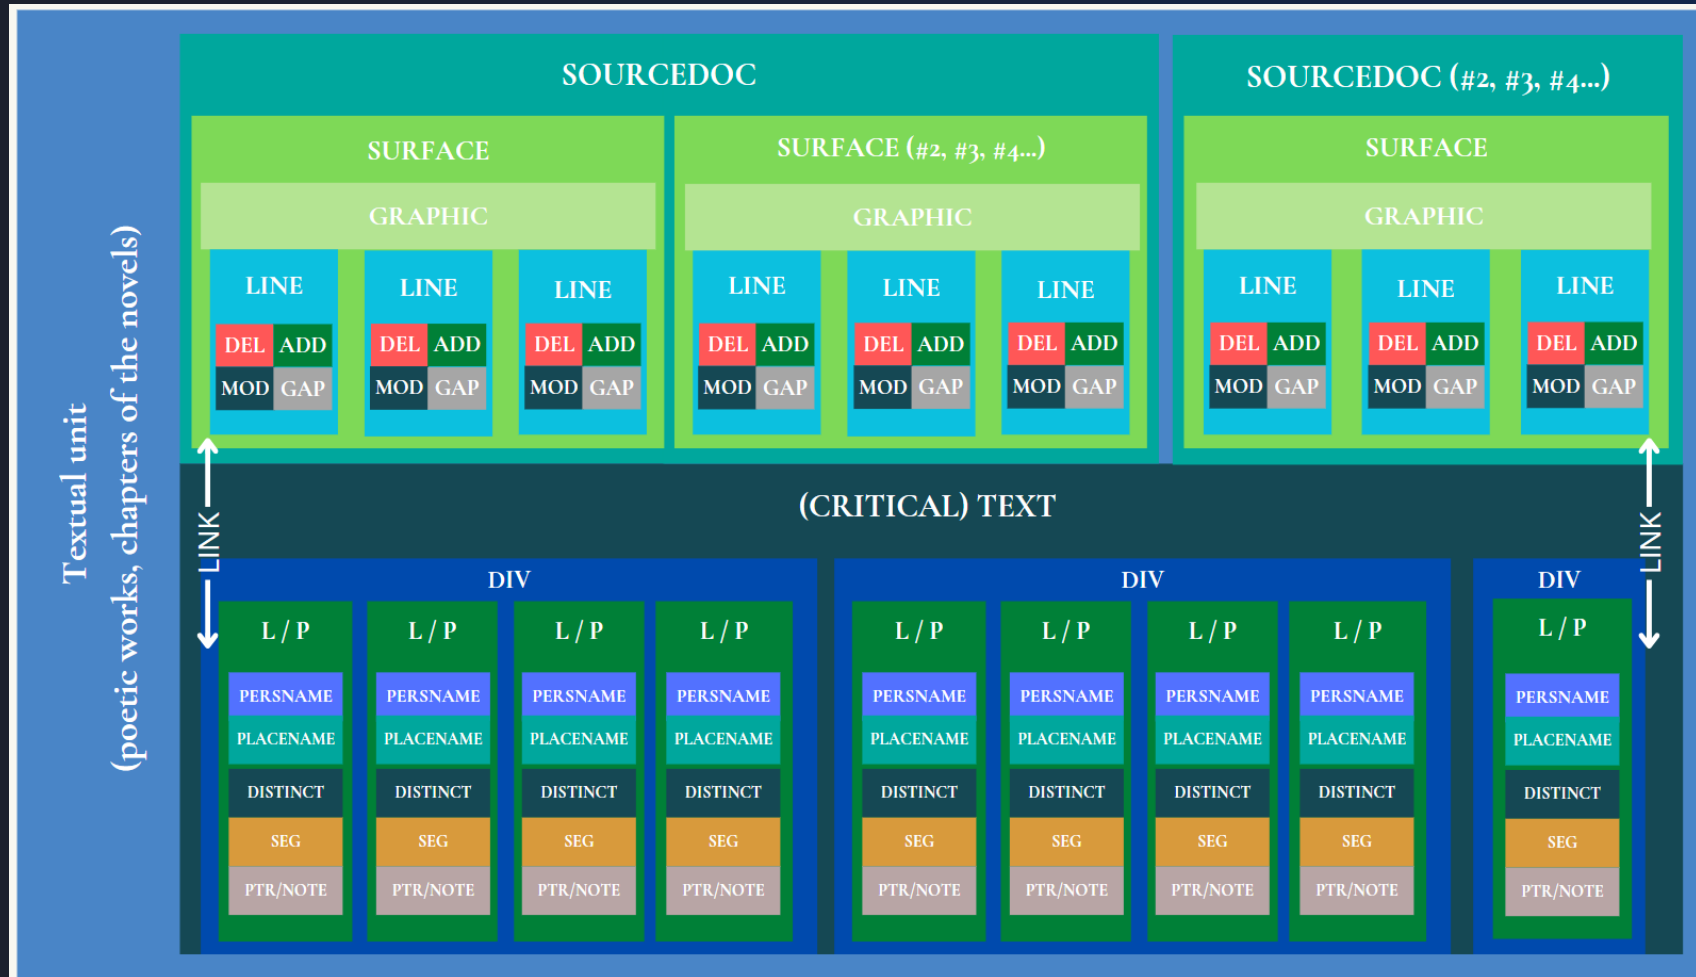 Textual unit
(poetic works, chapters of the novels)
SOURCEDOC
SOURCEDOC (#2, #3, #4...)
SURFACE
SURFACE (#2, #3, #4...)
SURFACE
GRAPHIC
GRAPHIC
GRAPHIC
LINE
DEL ADD
MOD GAP
LINE
DEL ADD
MOD GAP
LINE
DEL ADD
MOD GAP
LINE
DEL ADD
MOD GAP
LINE
DEL ADD
MOD GAP
LINE
DEL ADD
MOD GAP
LINE
DEL ADD
MOD GAP
LINE
DEL ADD
MOD GAP
LINE
DEL ADD
MOD GAP
LINK
LINK
(CRITICAL) TEXT
DIV
L / P
PERSNAME
PLACENAME
DISTINCT
SEG
PTR/NOTE
L / P
PERSNAME
PLACENAME
DISTINCT
SEG
PTR/NOTE
L / P
PERSNAME
PLACENAME
DISTINCT
SEG
PTR/NOTE
L / P
PERSNAME
PLACENAME
DISTINCT
SEG
PTR/NOTE
DIV
L / P
PERSNAME
PLACENAME
DISTINCT
SEG
PTR/NOTE
L / P
PERSNAME
PLACENAME
DISTINCT
SEG
PTR/NOTE
L / P
PERSNAME
PLACENAME
DISTINCT
SEG
PTR/NOTE
L / P
PERSNAME
PLACENAME
DISTINCT
SEG
PTR/NOTE
DIV
L / P
PERSNAME
PLACENAME
DISTINCT
SEG
PTR/NOTE